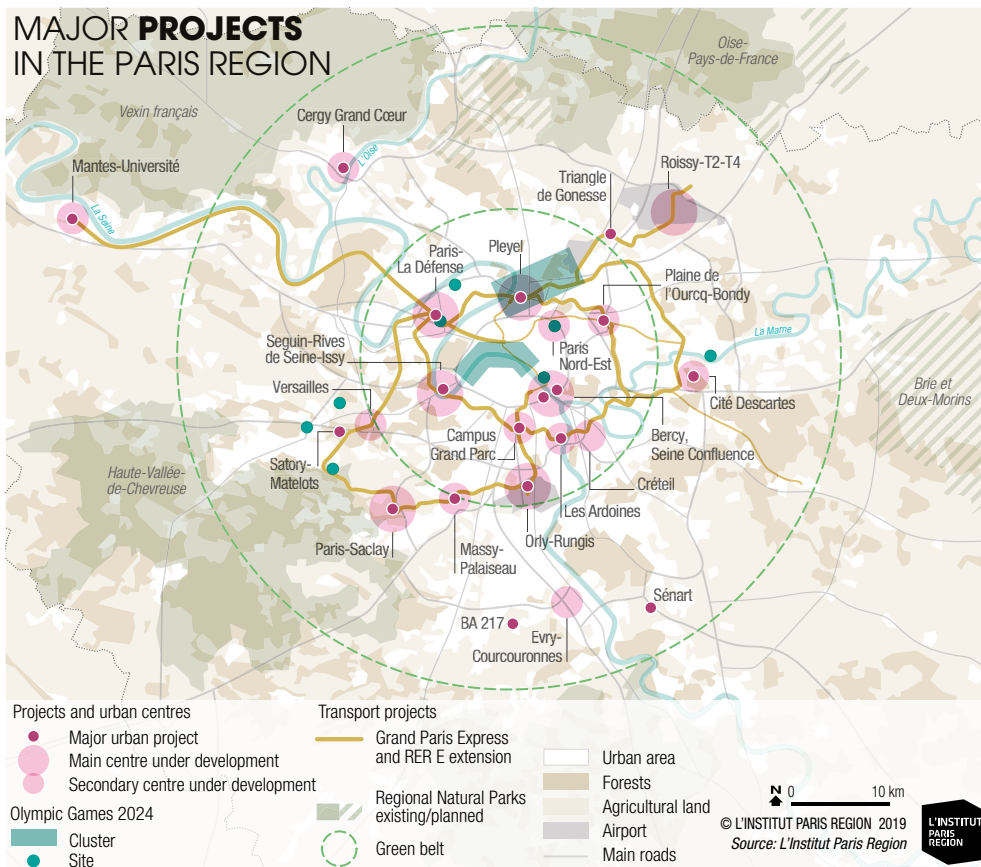 MAJOR PROJECTS
IN THE PARIS REGION
Oise-
Pays-de-France
Vexin français
Cergy Grand Cœur
L'Oise
Mantes-Université
La Seine
Roissy-T2-T4
Triangle
de Gonesse
Paris-
La Défense
Pleyel
Plaine de
l'Ourcq-Bondy
La Marne
Seguin-Rives
de Seine-Issy
Paris
Nord-Est
Versailles
Cité Descartes
Brie et
Deux-Morins
Campus
Grand Parc
Bercy,
Seine Confluence
Satory-
Matelots
Haute-Vallée-
de-Chevreuse
Créteil
Les Ardoines
Orly-Rungis
Paris-Saclay
Massy-
Palaiseau
Sénart
BA 217
Evry-
Courcouronnes
Projects and urban centres
Major urban project
Main centre under development
Secondary centre under development
Olympic Games 2024
Cluster
Site
Transport projects
Grand Paris Express
and RER E extension
Regional Natural Parks
existing/planned
Green belt
Urban area
Forests
Agricultural land
Airport
Main roads
N
0 10 km
© L'INSTITUT PARIS REGION 2019
Source: L'Institut Paris Region
L'INSTITUT
PARIS
REGION